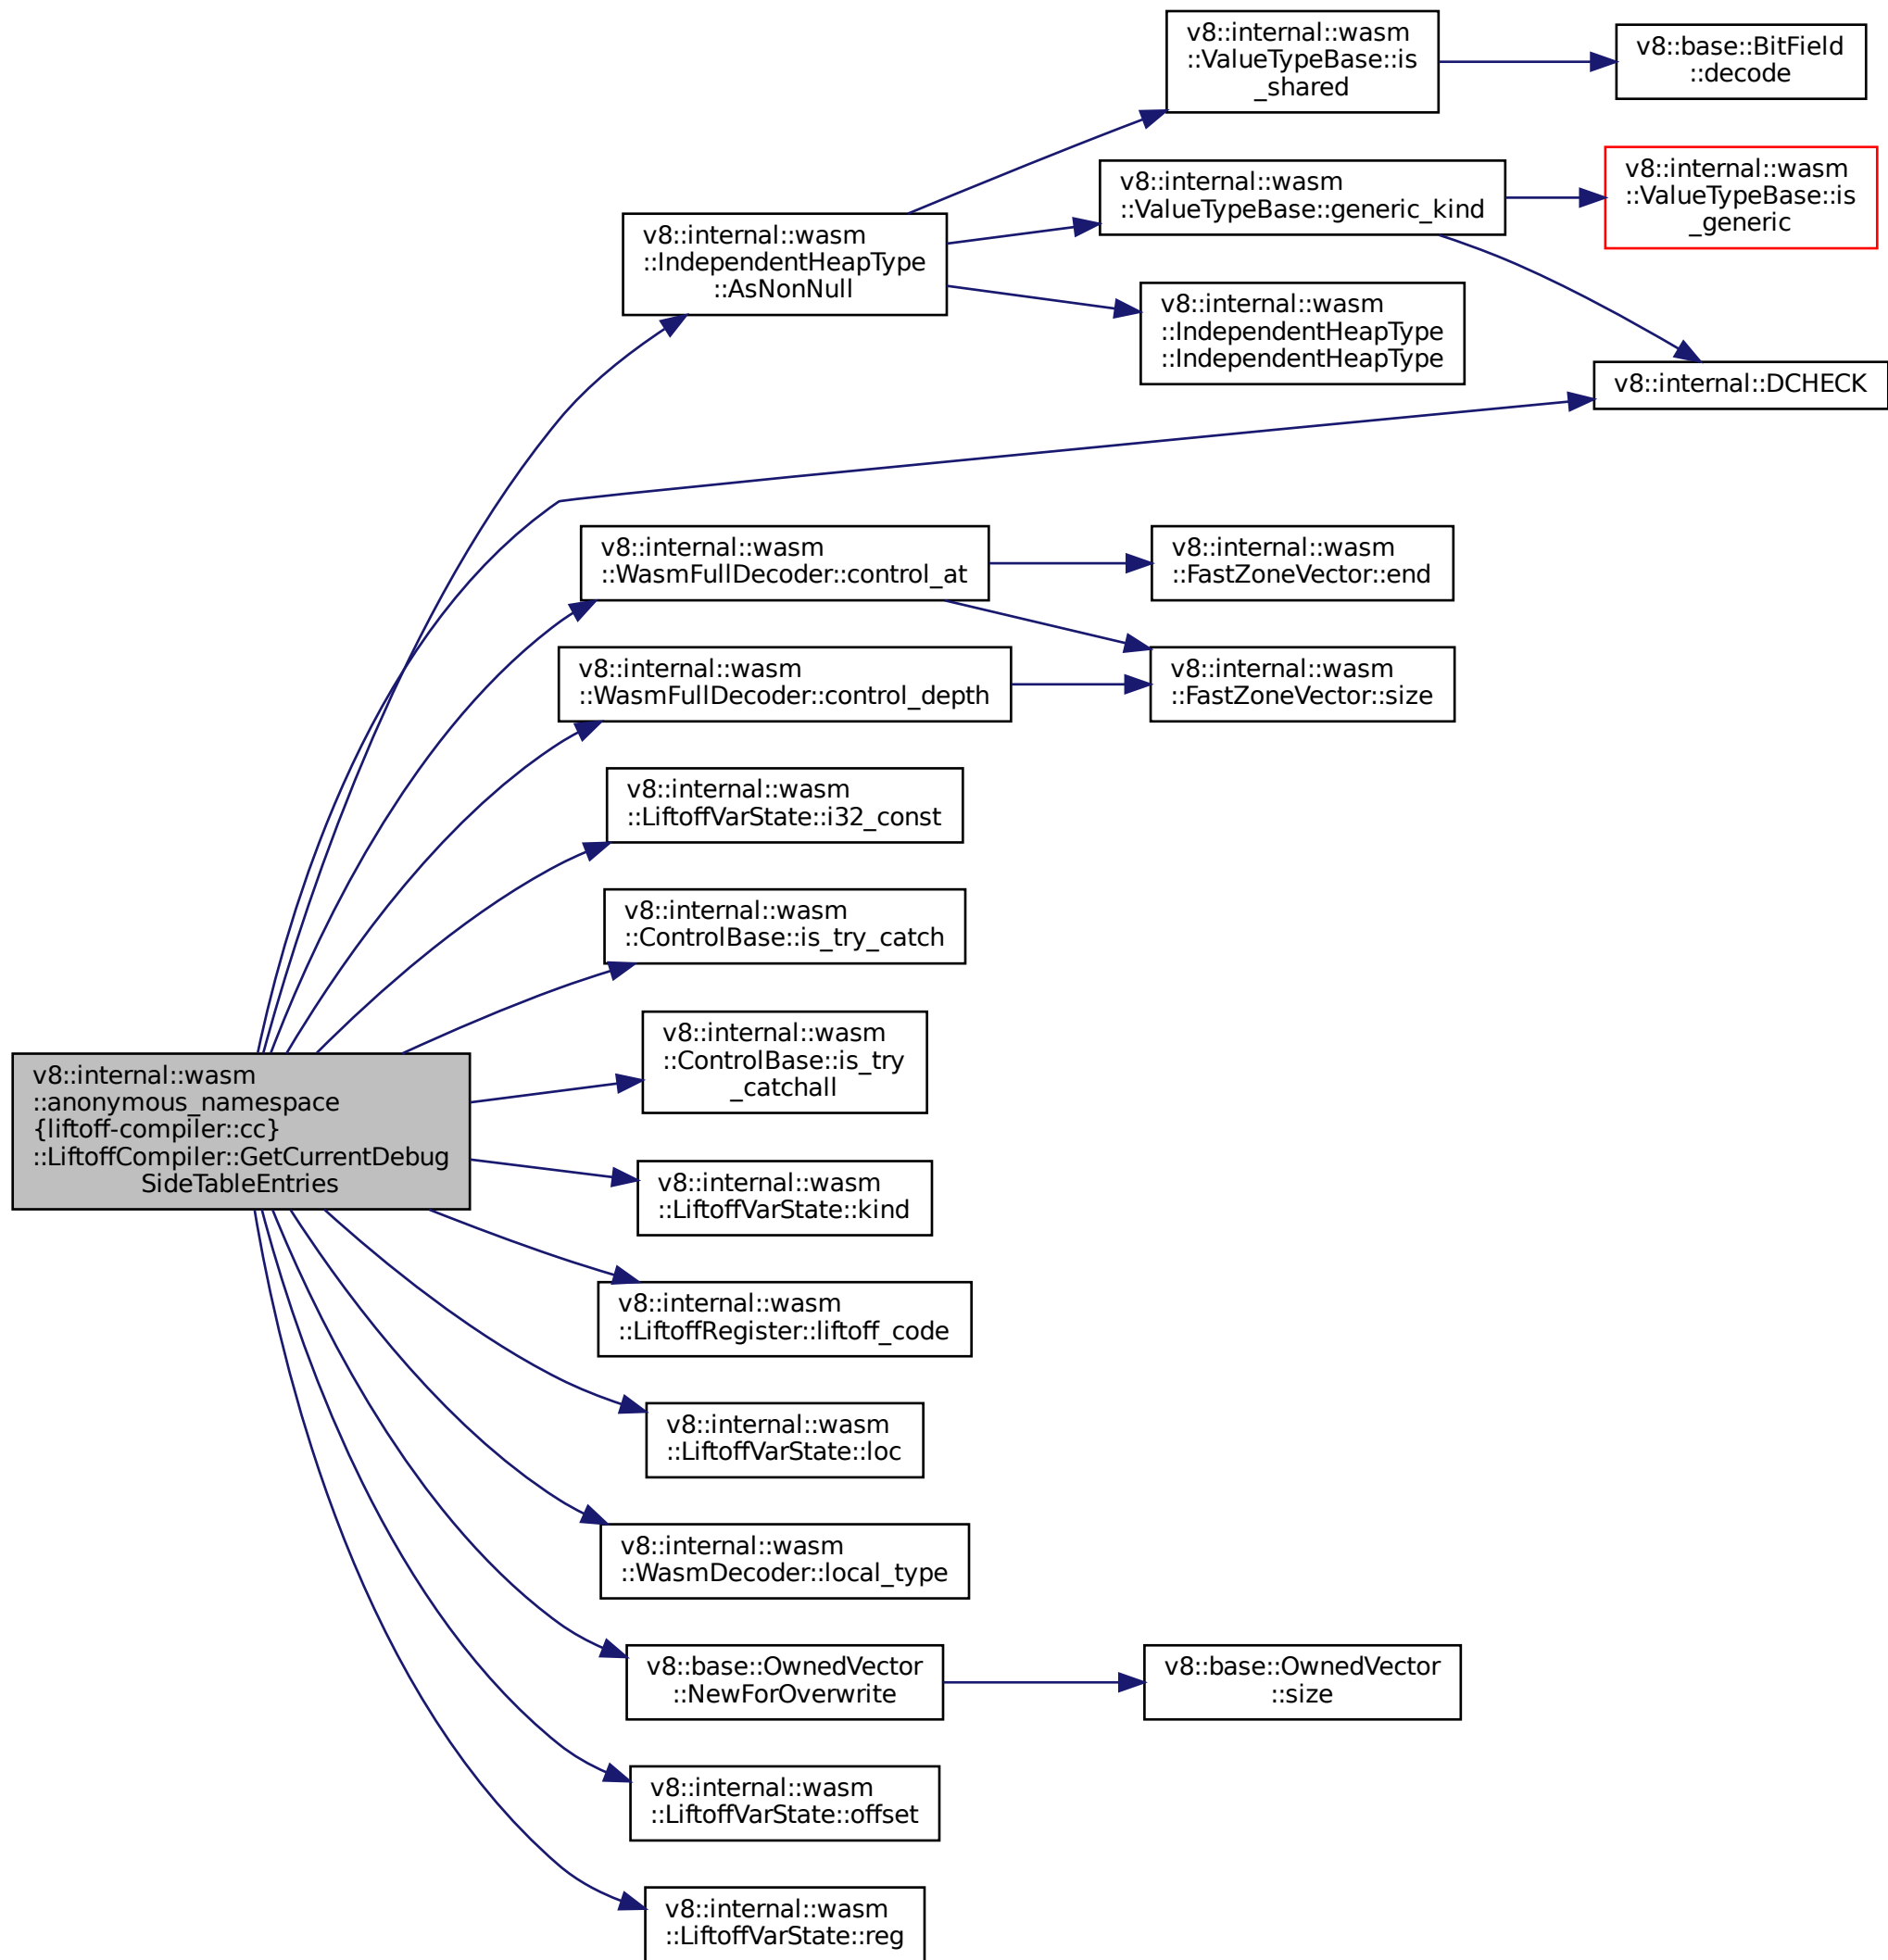 v8::internal::wasm
::ValueTypeBase::is
_shared
v8::base::BitField
::decode
v8::internal::wasm
::ValueTypeBase::generic_kind
v8::internal::wasm
::ValueTypeBase::is
_generic
v8::internal::wasm
::IndependentHeapType
::AsNonNull
v8::internal::wasm
::IndependentHeapType
::IndependentHeapType
v8::internal::DCHECK
v8::internal::wasm
::WasmFullDecoder::control_at
v8::internal::wasm
::FastZoneVector::end
v8::internal::wasm
::WasmFullDecoder::control_depth
v8::internal::wasm
::FastZoneVector::size
v8::internal::wasm
::LiftoffVarState::i32_const
v8::internal::wasm
::ControlBase::is_try_catch
v8::internal::wasm
::ControlBase::is_try
_catchall
v8::internal::wasm
::anonymous_namespace
{liftoff-compiler::cc}
::LiftoffCompiler::GetCurrentDebug
SideTableEntries
v8::internal::wasm
::LiftoffVarState::kind
v8::internal::wasm
::LiftoffRegister::liftoff_code
v8::internal::wasm
::LiftoffVarState::loc
v8::internal::wasm
::WasmDecoder::local_type
v8::base::OwnedVector
::NewForOverwrite
v8::base::OwnedVector
::size
v8::internal::wasm
::LiftoffVarState::offset
v8::internal::wasm
::LiftoffVarState::reg